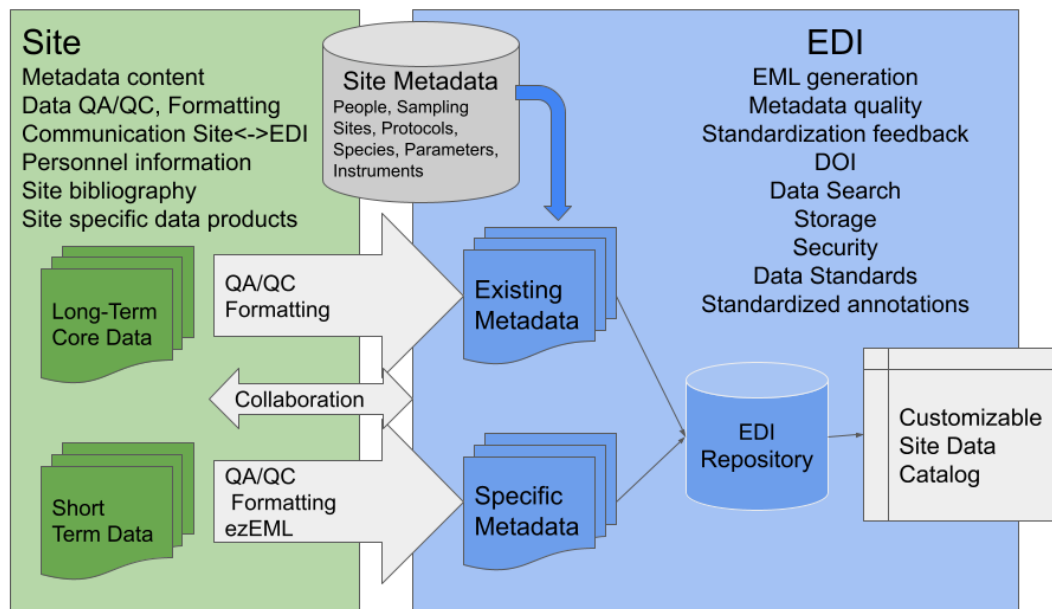 Site
Metadata content
Data QA/QC, Formatting
Communication Site<->EDI
Personnel information
Site bibliography
Site specific data products
Site Metadata
People, Sampling
Sites, Protocols,
Species, Parameters,
Instruments
EDI
EML generation
Metadata quality
Standardization feedback
DOI
Data Search
Storage
Security
Data Standards
Standardized annotations
Long-Term
Core Data
QA/QC
Formatting
Existing
Metadata
Collaboration
Short
Term Data
QA/QC
Formatting
ezEML
Specific
Metadata
EDI
Repository
Customizable
Site Data
Catalog